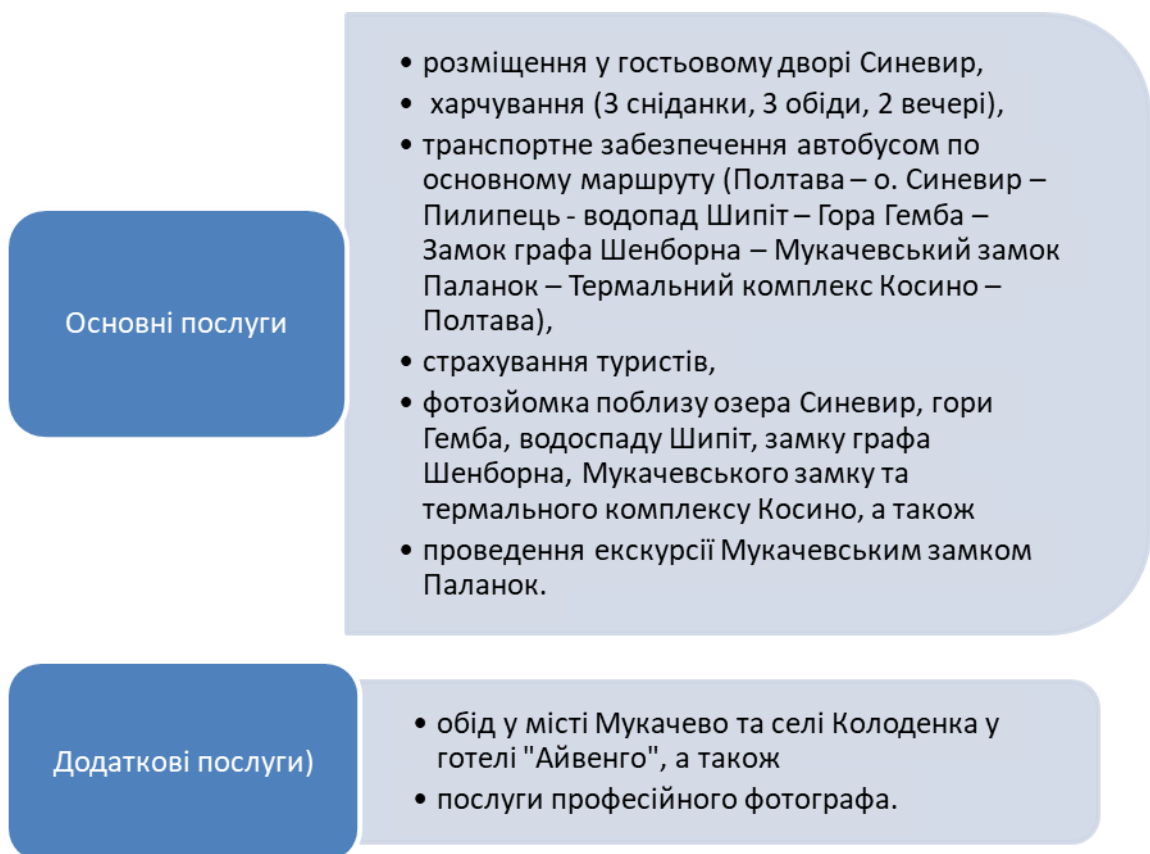 Основні послуги
• розміщення у гостьовому дворі Синевир,
• харчування (3 сніданки, 3 обіди, 2 вечері),
• транспортне забезпечення автобусом по
основному маршруту (Полтава – о. Синевир –
Пилипець - водопад Шипіт – Гора Гемба –
Замок графа Шенборна – Мукачевський замок
Паланок – Термальний комплекс Косино –
Полтава),
• страхування туристів,
• фотозйомка поблизу озера Синевир, гори
Гемба, водоспаду Шипіт, замку графа
Шенборна, Мукачевського замку та
термального комплексу Косино, а також
• проведення екскурсії Мукачевським замком
Паланок.
Додаткові послуги)
• обід у місті Мукачево та селі Колоденка у
готелі "Айвенго", а також
• послуги професійного фотографа.